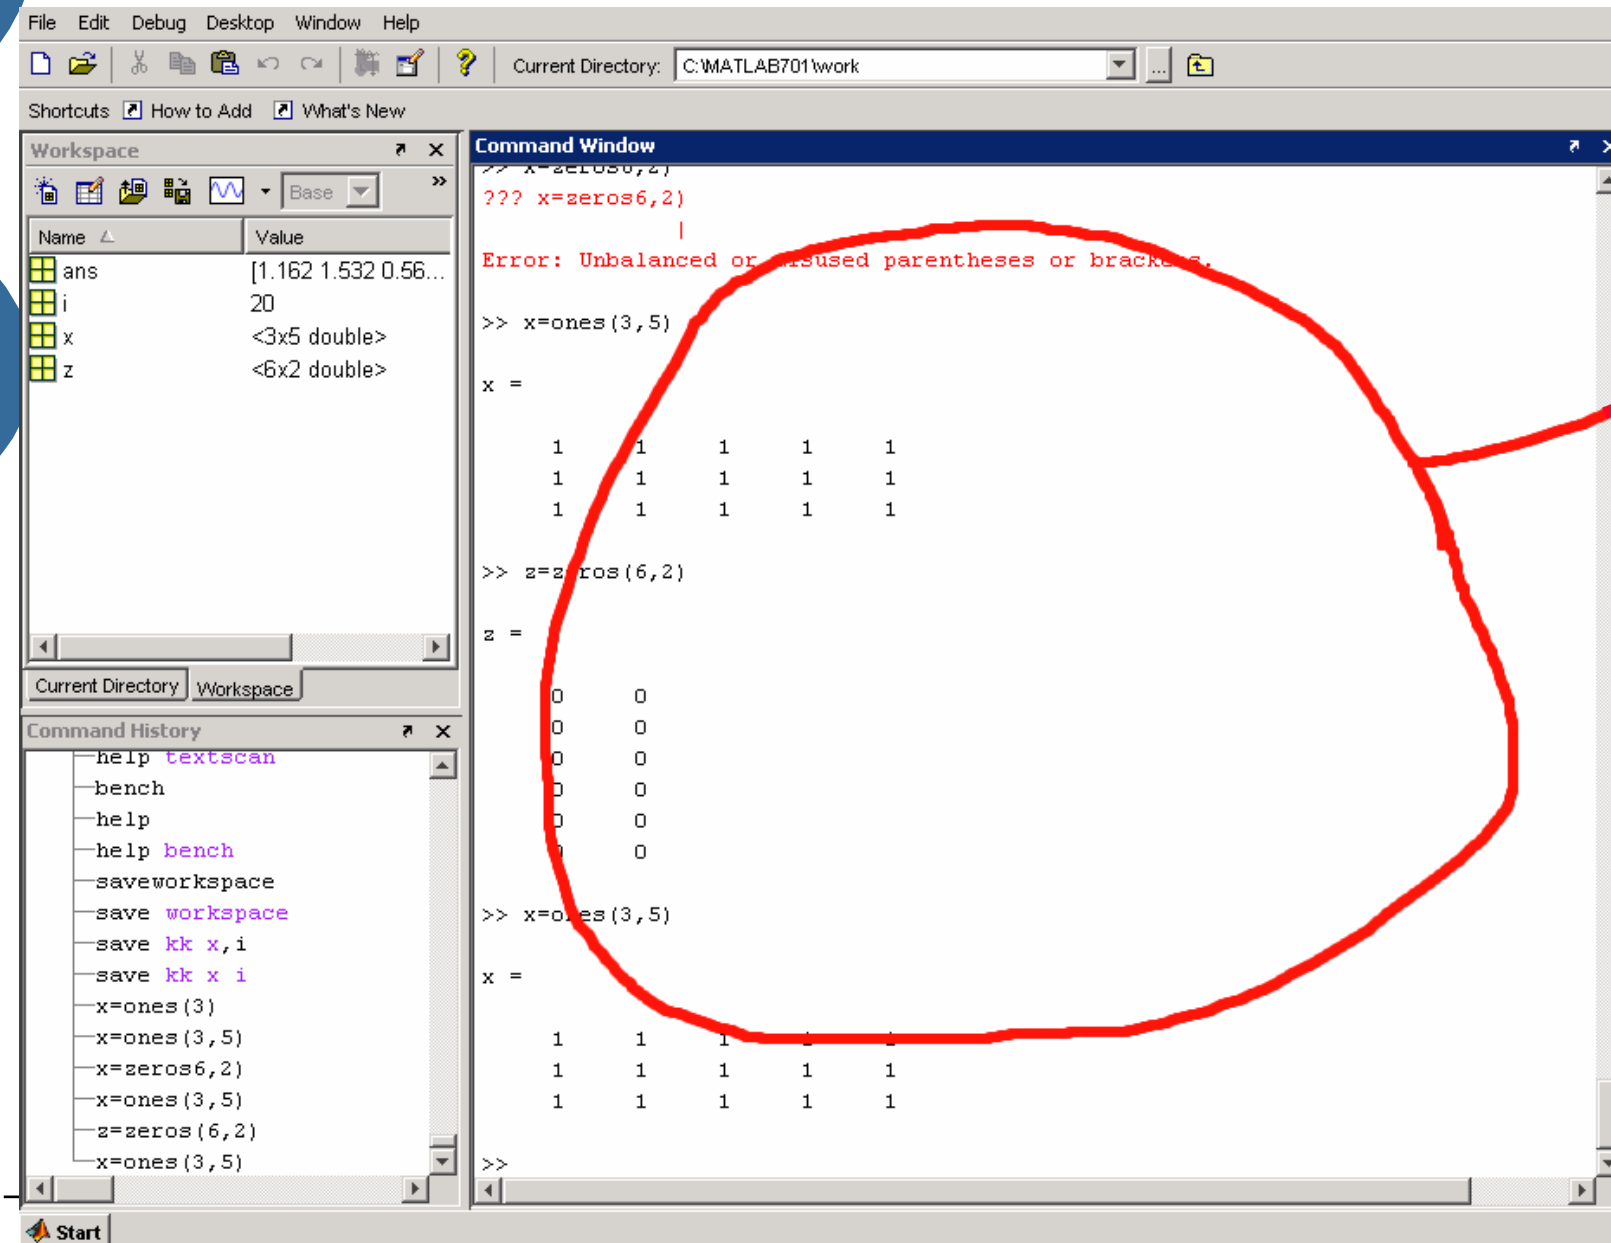 File Edit Debug Desktop Window Help
Current Directory: C:\MATLAB701\work ...
Shortcuts How to Add What's New
Workspace
Base »
Name Value
ans [1.162 1.532 0.56...
i 20
x <3x5 double>
z <6x2 double>
Current Directory Workspace
Command History
help textscan
bench
help
help bench
saveworkspace
save workspace
save kk x,i
save kk x i
x=ones(3)
x=ones(3,5)
x=zeros6,2)
x=ones(3,5)
z=zeros(6,2)
x=ones(3,5)
Command Window
>> x=zeros6,2)
??? x=zeros6,2)
|
Error: Unbalanced or misused parentheses or brackets.
>> x=ones(3,5)
x =
1 1 1 1 1
1 1 1 1 1
1 1 1 1 1
>> z=zeros(6,2)
z =
0 0
0 0
0 0
0 0
0 0
0 0
>> x=ones(3,5)
x =
1 1 1 1 1
1 1 1 1 1
1 1 1 1 1
>>
Start